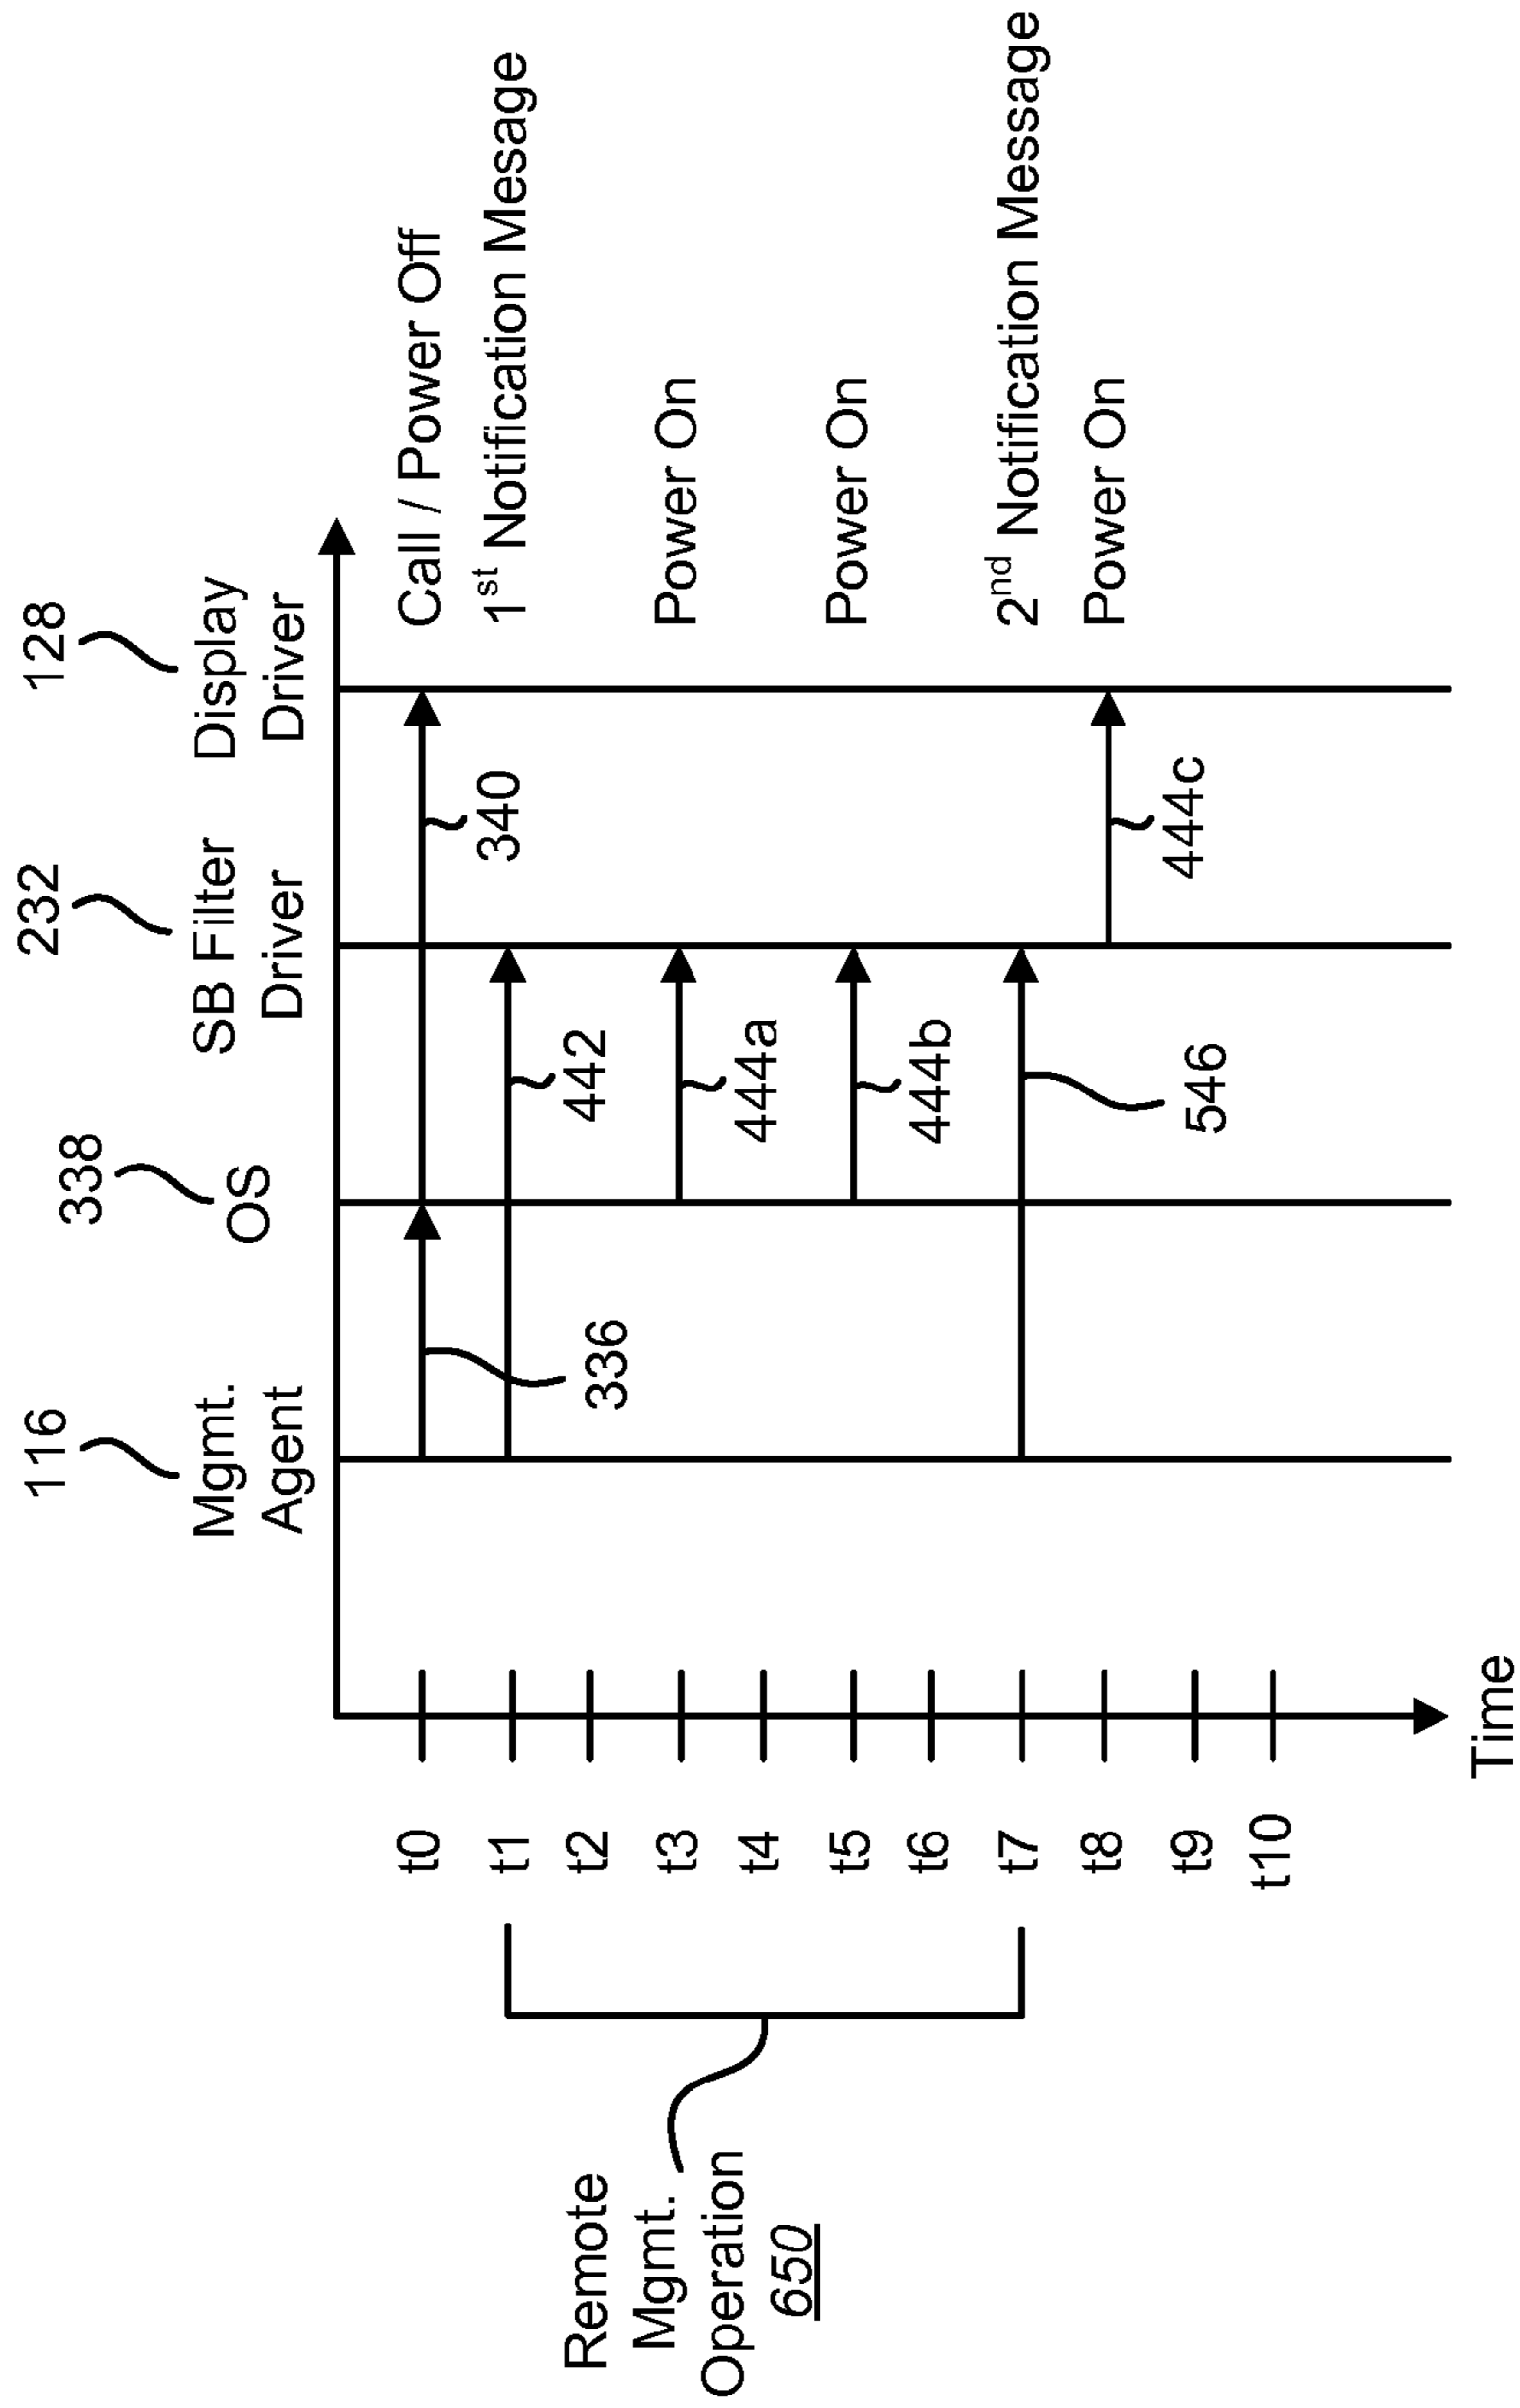 116
338
232
128
Mgmt.
Agent
OS
SB Filter
Driver
Display
Driver
t0
336
340
Call / Power Off
t1
442
1st Notification Message
t2
t3
444a
Power On
t4
t5
444b
Power On
t6
t7
546
2nd Notification Message
t8
444c
Power On
t9
t10
Time
Remote
Mgmt.
Operation
650